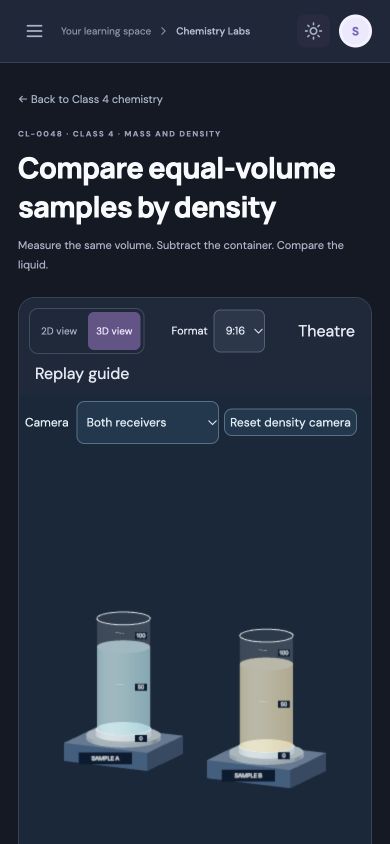 Your learning space > Chemistry Labs
S
← Back to Class 4 chemistry
CL-0048 · CLASS 4 · MASS AND DENSITY
Compare equal-volume
samples by density
Measure the same volume. Subtract the container. Compare the
liquid.
2D view 3D view Format 9:16 Theatre
Replay guide
Camera Both receivers Reset density camera
100
50
0
SAMPLE A
100
50
0
SAMPLE B